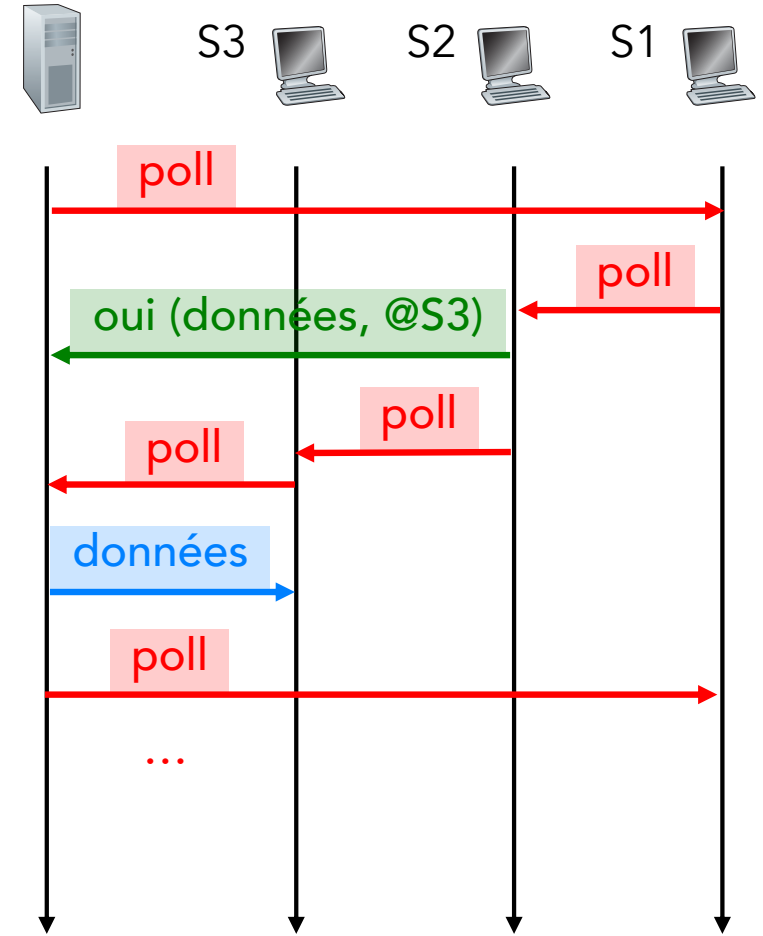 S3 S2 S1
poll
poll
oui (données, @S3)
poll
poll
données
poll
...